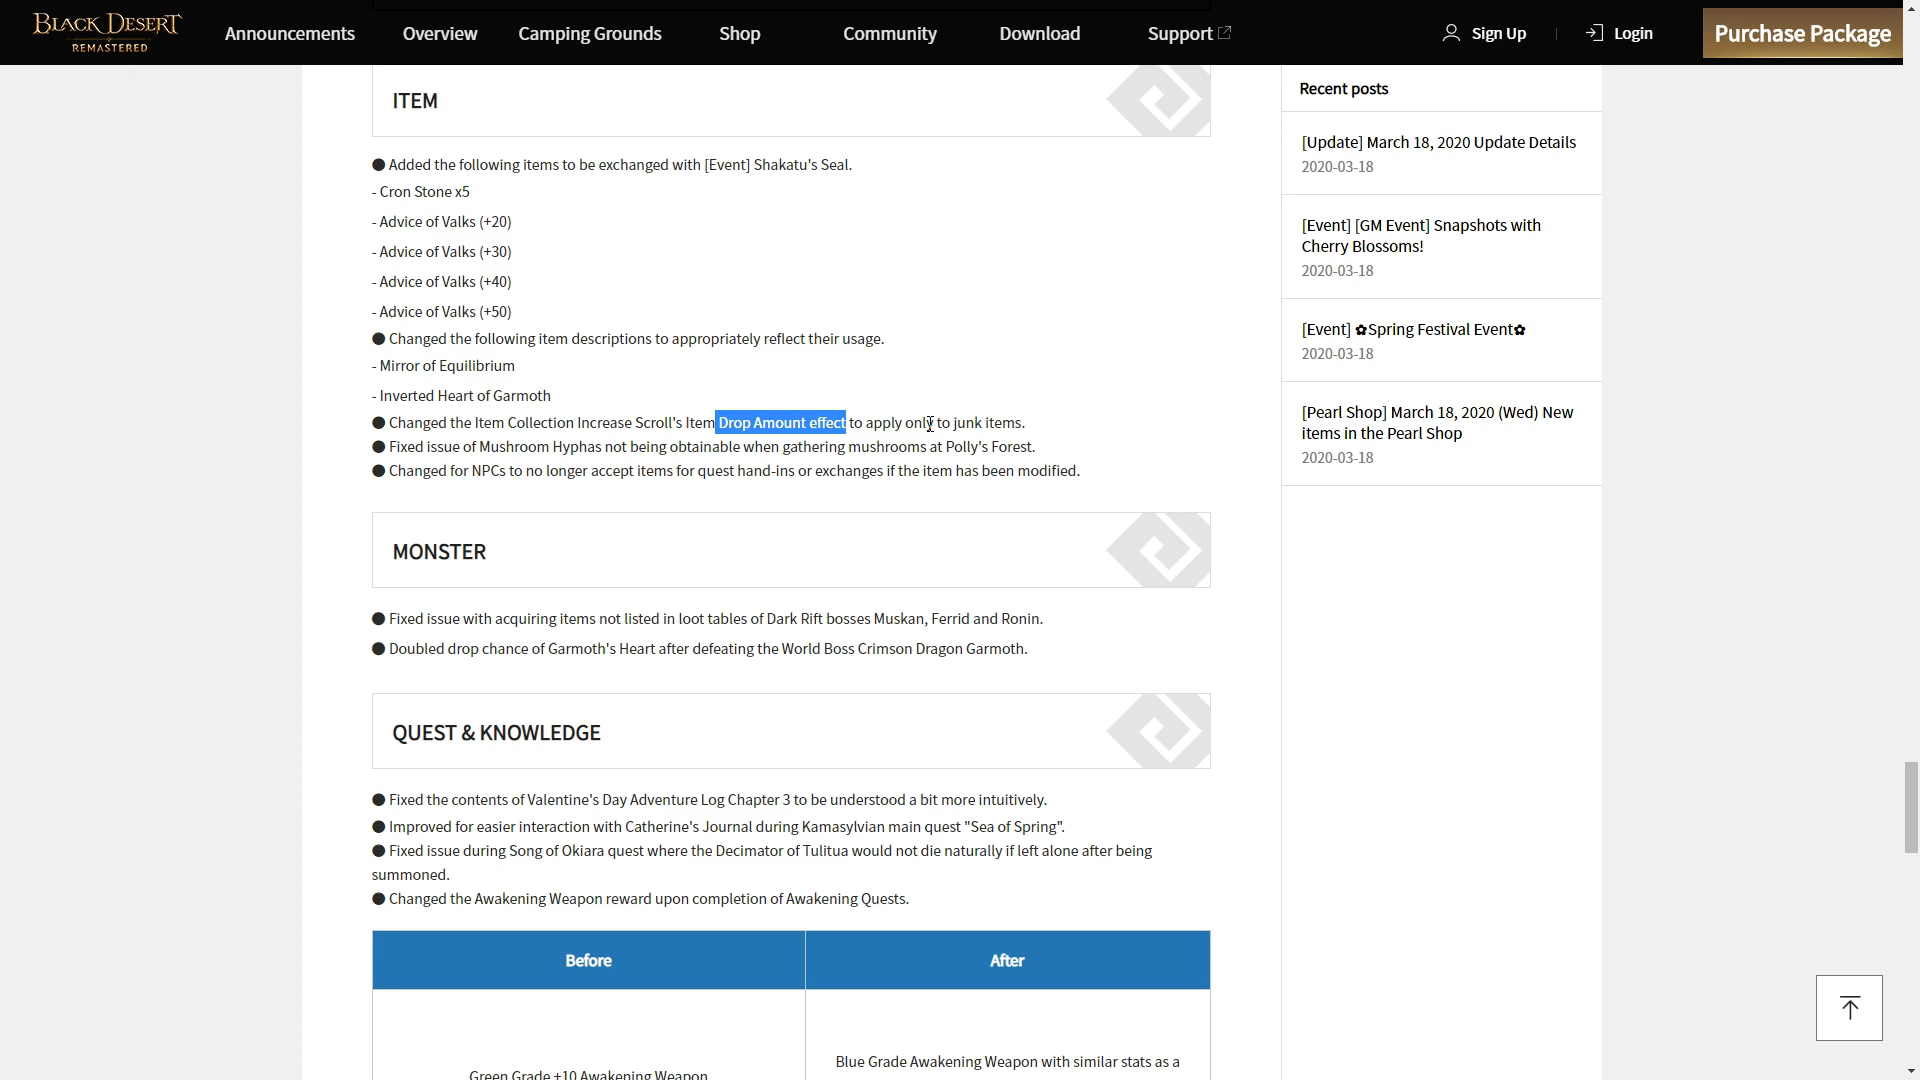 BLACK DESERT
REMASTERED
Announcements
Overview
Camping Grounds
Shop
Community
Download
Support
Sign Up
Login
Purchase Package
ITEM
● Added the following items to be exchanged with [Event] Shakatu's Seal.
- Cron Stone x5
- Advice of Valks (+20)
- Advice of Valks (+30)
- Advice of Valks (+40)
- Advice of Valks (+50)
● Changed the following item descriptions to appropriately reflect their usage.
- Mirror of Equilibrium
- Inverted Heart of Garmoth
● Changed the Item Collection Increase Scroll's Item Drop Amount effect to apply only to junk items.
● Fixed issue of Mushroom Hyphas not being obtainable when gathering mushrooms at Polly's Forest.
● Changed for NPCs to no longer accept items for quest hand-ins or exchanges if the item has been modified.
MONSTER
● Fixed issue with acquiring items not listed in loot tables of Dark Rift bosses Muskan, Ferrid and Ronin.
● Doubled drop chance of Garmoth's Heart after defeating the World Boss Crimson Dragon Garmoth.
QUEST & KNOWLEDGE
● Fixed the contents of Valentine's Day Adventure Log Chapter 3 to be understood a bit more intuitively.
● Improved for easier interaction with Catherine's Journal during Kamasylvian main quest "Sea of Spring".
● Fixed issue during Song of Okiara quest where the Decimator of Tulitua would not die naturally if left alone after being
summoned.
● Changed the Awakening Weapon reward upon completion of Awakening Quests.
Before
After
Blue Grade Awakening Weapon with similar stats as a
Green Grade +10 Awakening Weapon
Recent posts
[Update] March 18, 2020 Update Details
2020-03-18
[Event] [GM Event] Snapshots with
Cherry Blossoms!
2020-03-18
[Event] ✿Spring Festival Event✿
2020-03-18
[Pearl Shop] March 18, 2020 (Wed) New
items in the Pearl Shop
2020-03-18